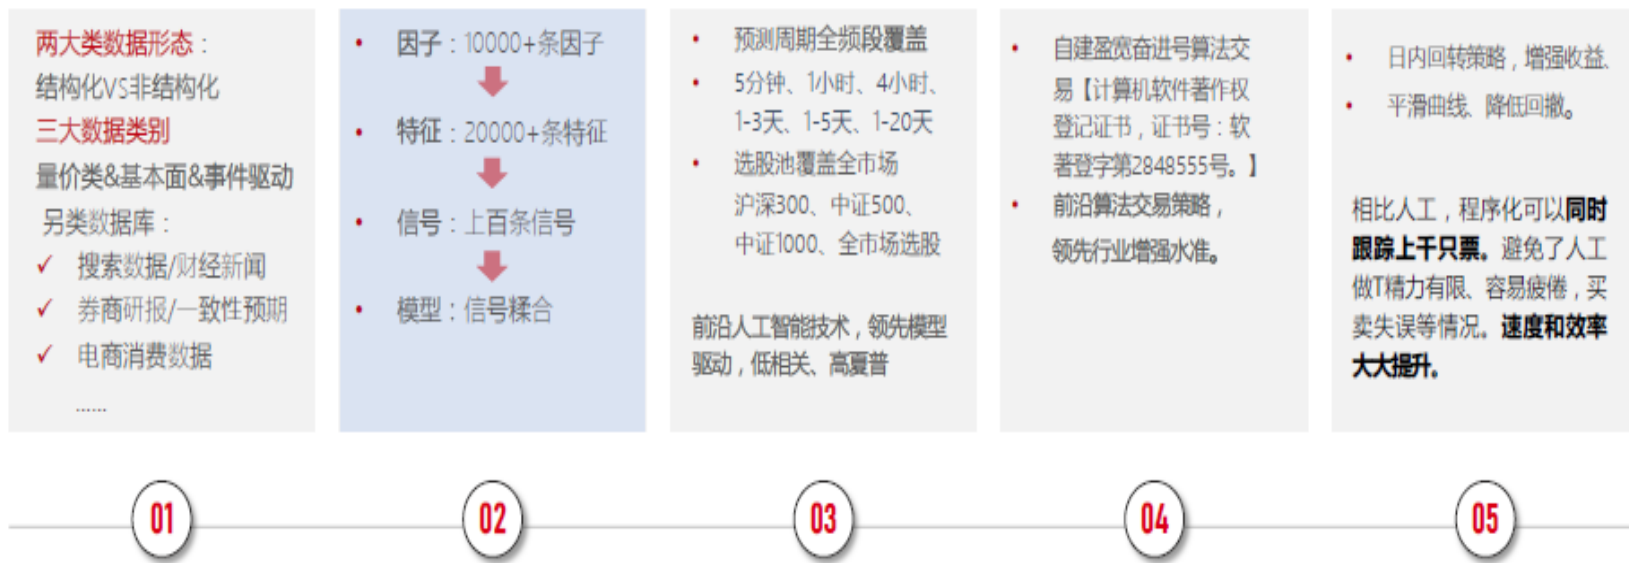 两大类数据形态：
结构化VS非结构化
三大数据类别
量价类&基本面&事件驱动
另类数据库：
✓ 搜索数据/财经新闻
✓ 券商研报/一致性预期
✓ 电商消费数据
......
• 因子：10000+条因子
• 特征：20000+条特征
• 信号：上百条信号
• 模型：信号糅合
• 预测周期全频段覆盖
• 5分钟、1小时、4小时、
1-3天、1-5天、1-20天
• 选股池覆盖全市场
沪深300、中证500、
中证1000、全市场选股
前沿人工智能技术，领先模型
驱动，低相关、高夏普
• 自建盈宽奋进号算法交
易【计算机软件著作权
登记证书，证书号：软
著登字第2848555号。】
• 前沿算法交易策略，
领先行业增强水准。
• 日内回转策略，增强收益、
• 平滑曲线、降低回撤。
相比人工，程序化可以同时
跟踪上千只票。避免了人工
做T精力有限、容易疲倦，买
卖失误等情况。速度和效率
大大提升。
01
02
03
04
05